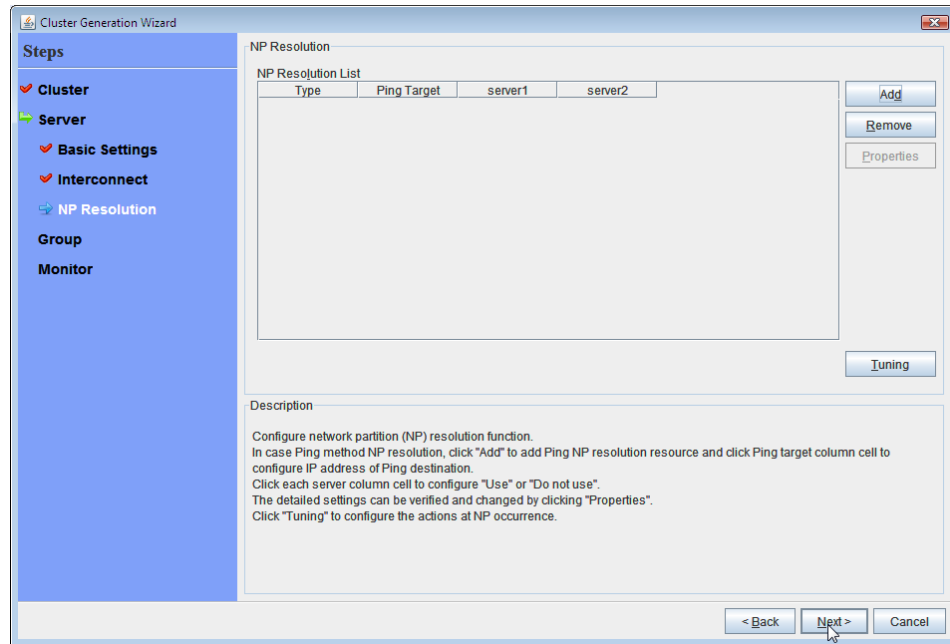 Cluster Generation Wizard
Steps
Cluster
Server
Basic Settings
Interconnect
NP Resolution
Group
Monitor
NP Resolution
NP Resolution List
Type Ping Target server1 server2
Add
Remove
Properties
Tuning
Description
Configure network partition (NP) resolution function.
In case Ping method NP resolution, click "Add" to add Ping NP resolution resource and click Ping target column cell to
configure IP address of Ping destination.
Click each server column cell to configure "Use" or "Do not use".
The detailed settings can be verified and changed by clicking "Properties".
Click "Tuning" to configure the actions at NP occurrence.
< Back Next > Cancel